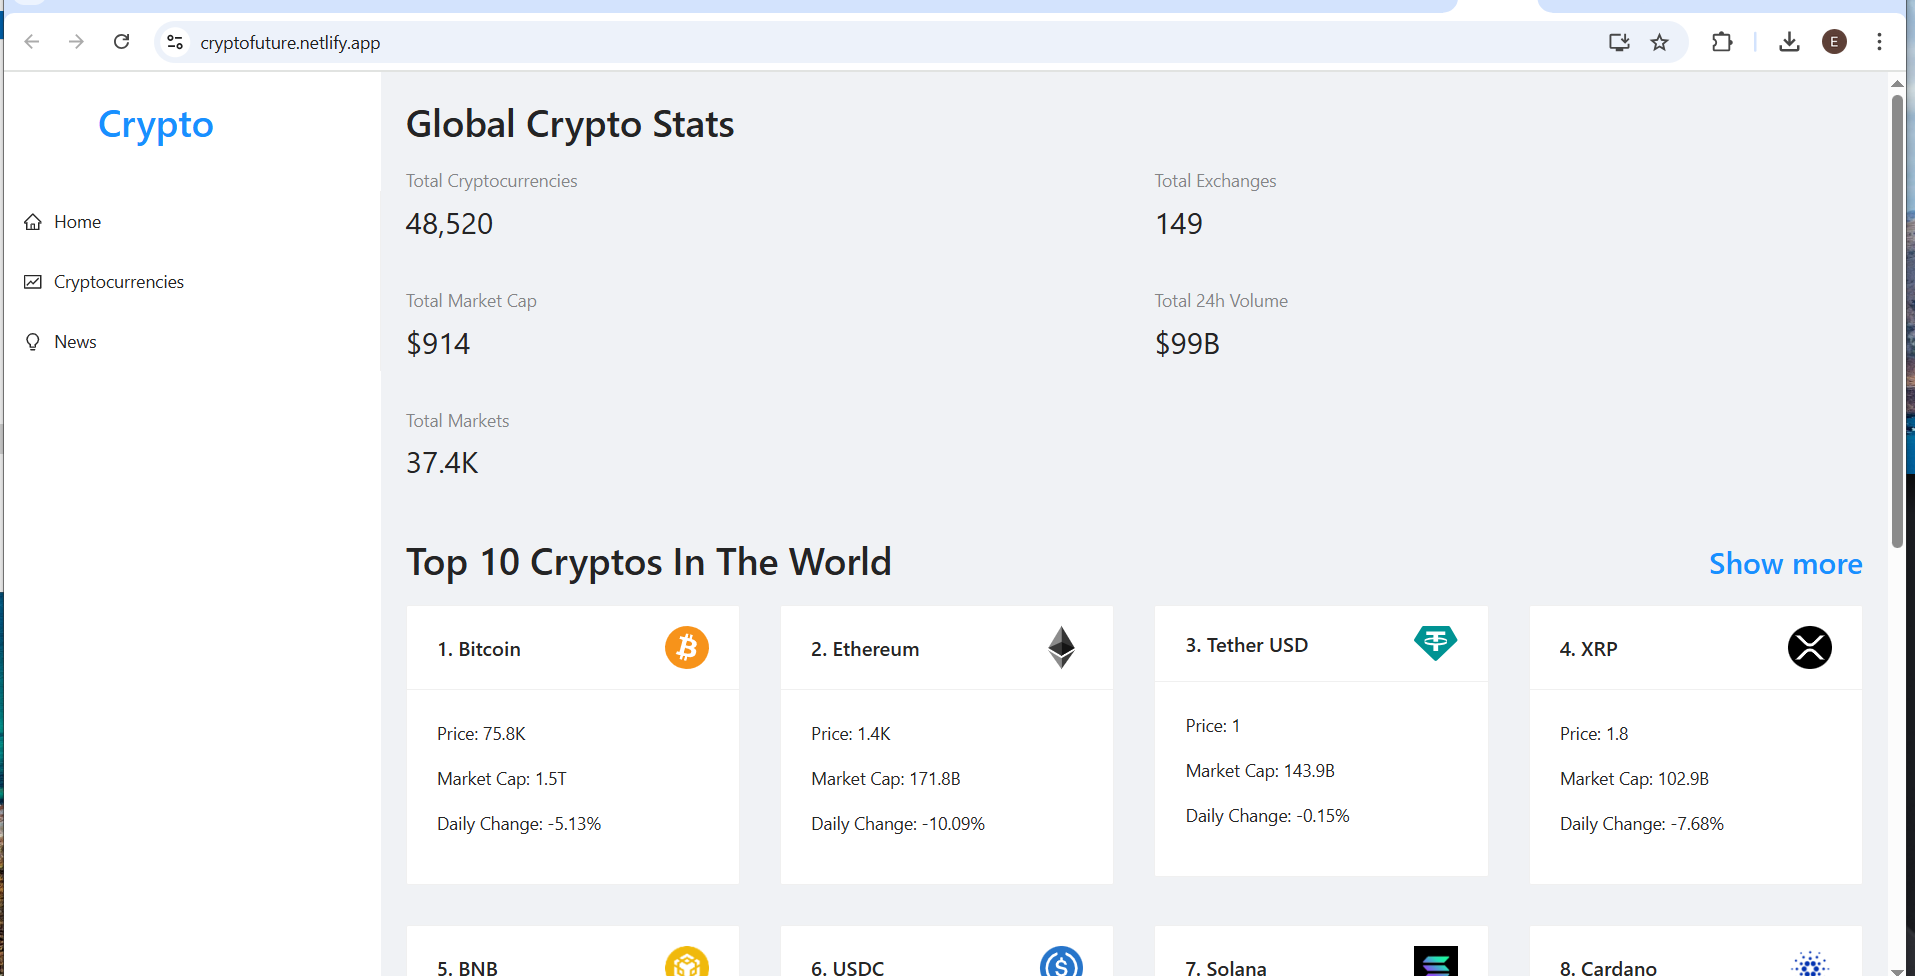 cryptofuture.netlify.app
E
Crypto
Home
Cryptocurrencies
News
Global Crypto Stats
Total Cryptocurrencies
48,520
Total Exchanges
149
Total Market Cap
$914
Total 24h Volume
$99B
Total Markets
37.4K
Top 10 Cryptos In The World
Show more
1. Bitcoin
Price: 75.8K
Market Cap: 1.5T
Daily Change: -5.13%
2. Ethereum
Price: 1.4K
Market Cap: 171.8B
Daily Change: -10.09%
3. Tether USD
Price: 1
Market Cap: 143.9B
Daily Change: -0.15%
4. XRP
Price: 1.8
Market Cap: 102.9B
Daily Change: -7.68%
5. BNB
6. USDC
7. Solana
8. Cardano